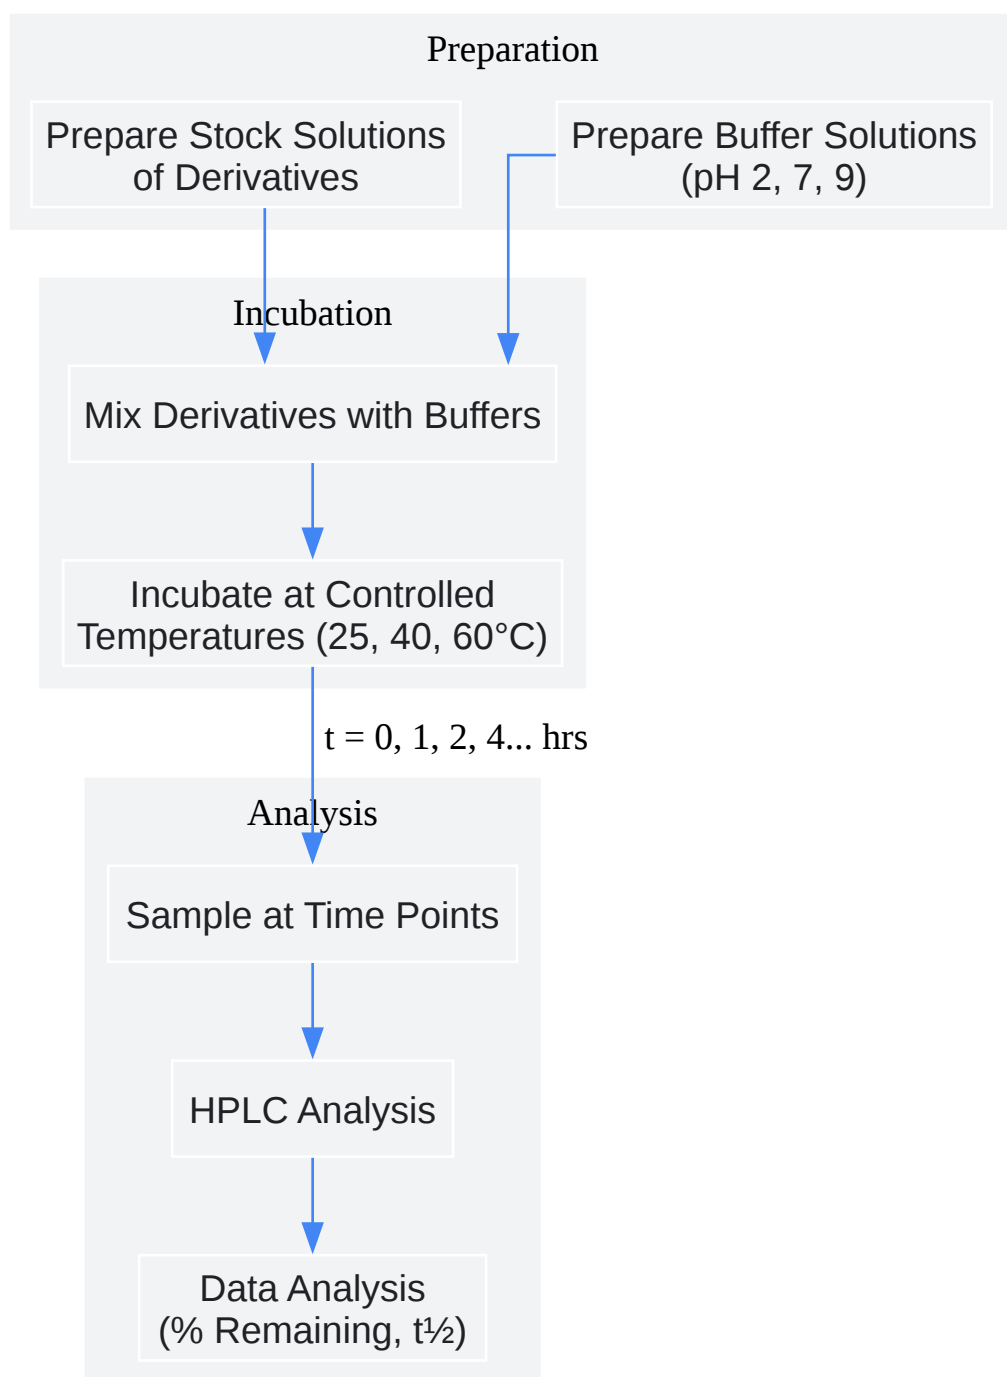 Preparation
Prepare Stock Solutions
of Derivatives
Prepare Buffer Solutions
(pH 2, 7, 9)
Incubation
Mix Derivatives with Buffers
Incubate at Controlled
Temperatures (25, 40, 60°C)
t = 0, 1, 2, 4... hrs
Analysis
Sample at Time Points
HPLC Analysis
Data Analysis
(% Remaining, t½)